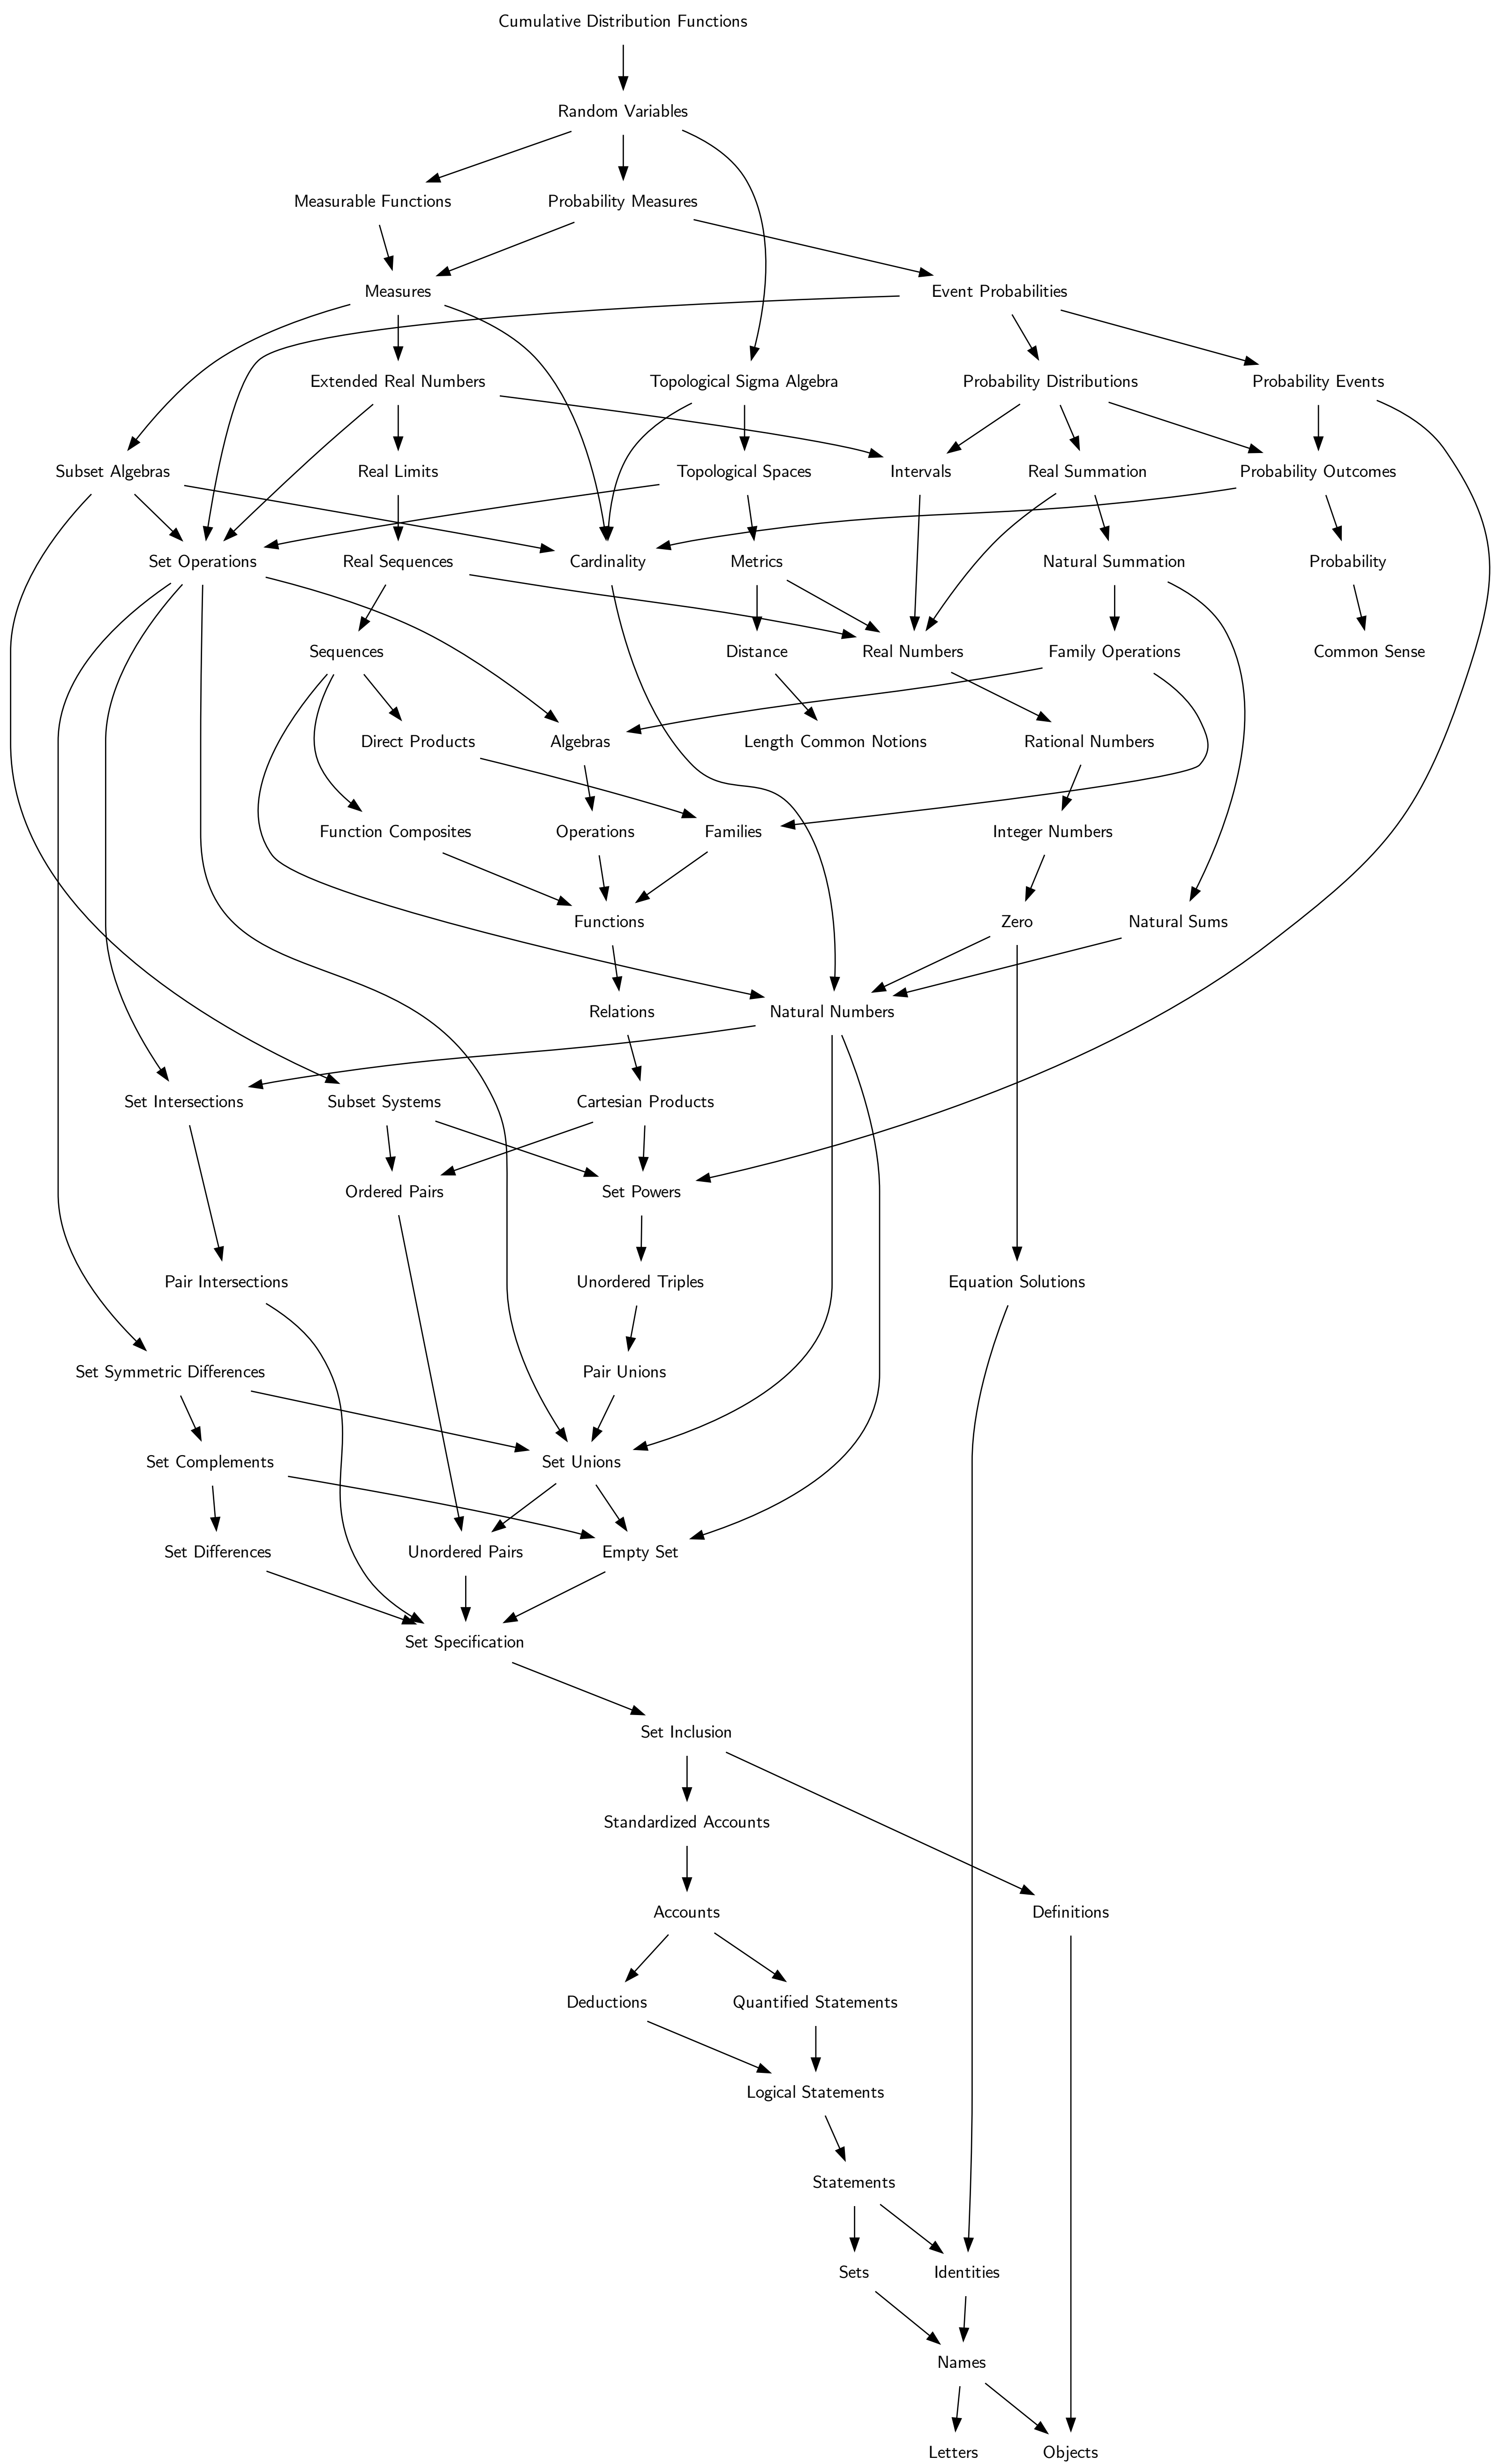 Cumulative Distribution Functions
Random Variables
Measurable Functions
Probability Measures
Measures
Event Probabilities
Extended Real Numbers
Topological Sigma Algebra
Probability Distributions
Probability Events
Subset Algebras
Real Limits
Topological Spaces
Intervals
Real Summation
Probability Outcomes
Set Operations
Real Sequences
Cardinality
Metrics
Natural Summation
Probability
Sequences
Distance
Real Numbers
Family Operations
Common Sense
Direct Products
Algebras
Length Common Notions
Rational Numbers
Function Composites
Operations
Families
Integer Numbers
Functions
Zero
Natural Sums
Relations
Natural Numbers
Set Intersections
Subset Systems
Cartesian Products
Ordered Pairs
Set Powers
Pair Intersections
Unordered Triples
Equation Solutions
Set Symmetric Differences
Pair Unions
Set Complements
Set Unions
Set Differences
Unordered Pairs
Empty Set
Set Specification
Set Inclusion
Standardized Accounts
Accounts
Definitions
Deductions
Quantified Statements
Logical Statements
Statements
Sets
Identities
Names
Letters
Objects